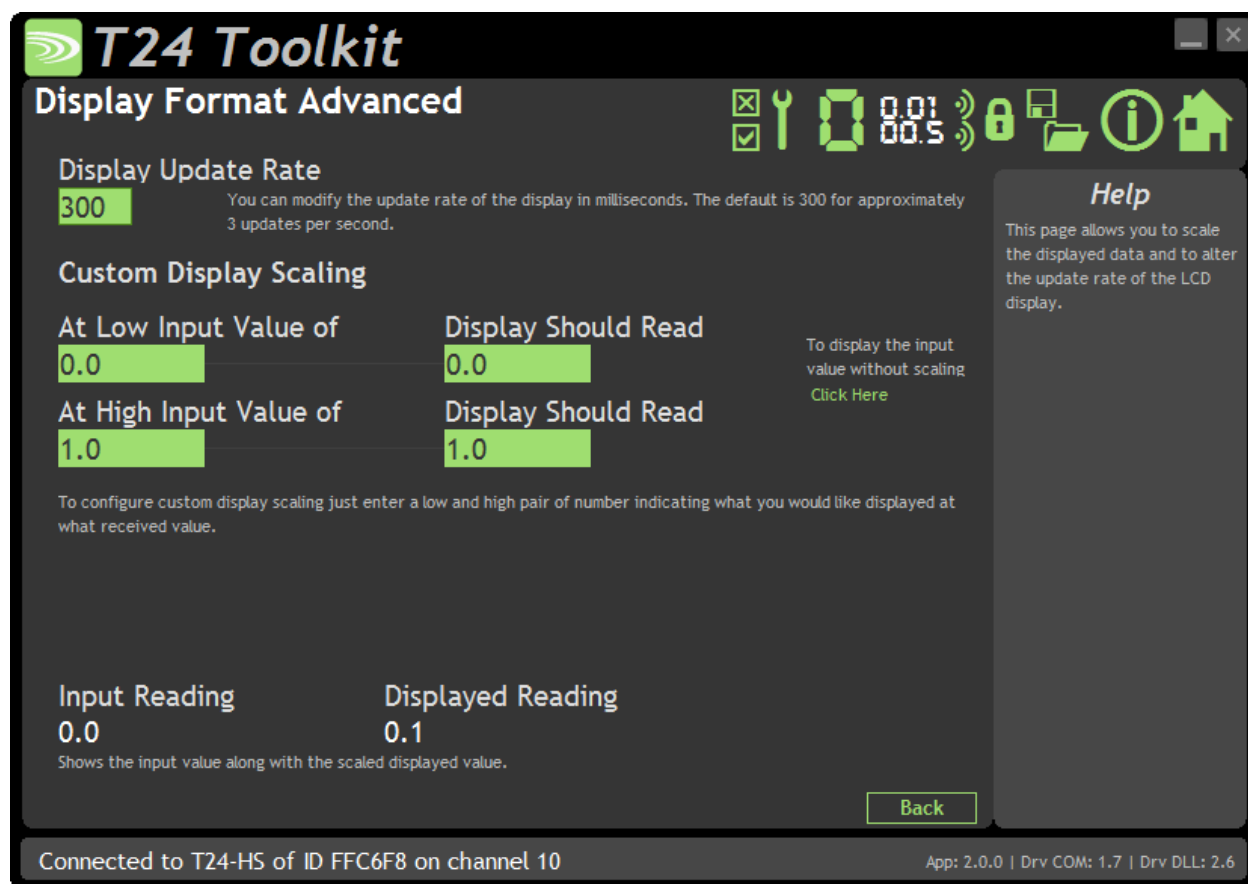 T24 Toolkit
Display Format Advanced
0.01
00.5
Display Update Rate
300
You can modify the update rate of the display in milliseconds. The default is 300 for approximately
3 updates per second.
Custom Display Scaling
At Low Input Value of
Display Should Read
0.0
0.0
At High Input Value of
Display Should Read
1.0
1.0
To display the input
value without scaling
Click Here
To configure custom display scaling just enter a low and high pair of number indicating what you would like displayed at
what received value.
Input Reading
Displayed Reading
0.0
0.1
Shows the input value along with the scaled displayed value.
Back
Help
This page allows you to scale
the displayed data and to alter
the update rate of the LCD
display.
Connected to T24-HS of ID FFC6F8 on channel 10
App: 2.0.0 | Drv COM: 1.7 | Drv DLL: 2.6